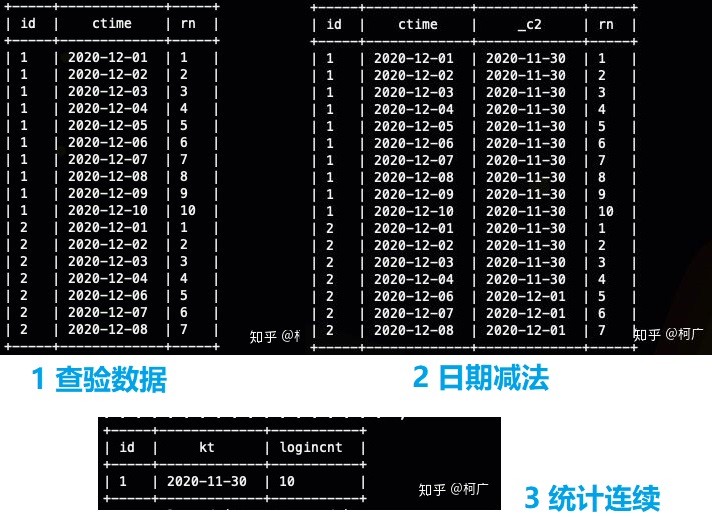 | id | ctime | rn |
| 1 | 2020-12-01 | 1 |
| 1 | 2020-12-02 | 2 |
| 1 | 2020-12-03 | 3 |
| 1 | 2020-12-04 | 4 |
| 1 | 2020-12-05 | 5 |
| 1 | 2020-12-06 | 6 |
| 1 | 2020-12-07 | 7 |
| 1 | 2020-12-08 | 8 |
| 1 | 2020-12-09 | 9 |
| 1 | 2020-12-10 | 10 |
| 2 | 2020-12-01 | 1 |
| 2 | 2020-12-02 | 2 |
| 2 | 2020-12-03 | 3 |
| 2 | 2020-12-04 | 4 |
| 2 | 2020-12-06 | 5 |
| 2 | 2020-12-07 | 6 |
| 2 | 2020-12-08 | 7 |
知乎 @
1 查验数据
| id | ctime | _c2 | rn |
| 1 | 2020-12-01 | 2020-11-30 | 1 |
| 1 | 2020-12-02 | 2020-11-30 | 2 |
| 1 | 2020-12-03 | 2020-11-30 | 3 |
| 1 | 2020-12-04 | 2020-11-30 | 4 |
| 1 | 2020-12-05 | 2020-11-30 | 5 |
| 1 | 2020-12-06 | 2020-11-30 | 6 |
| 1 | 2020-12-07 | 2020-11-30 | 7 |
| 1 | 2020-12-08 | 2020-11-30 | 8 |
| 1 | 2020-12-09 | 2020-11-30 | 9 |
| 1 | 2020-12-10 | 2020-11-30 | 10 |
| 2 | 2020-12-01 | 2020-11-30 | 1 |
| 2 | 2020-12-02 | 2020-11-30 | 2 |
| 2 | 2020-12-03 | 2020-11-30 | 3 |
| 2 | 2020-12-04 | 2020-11-30 | 4 |
| 2 | 2020-12-06 | 2020-12-01 | 5 |
| 2 | 2020-12-07 | 2020-12-01 | 6 |
| 2 | 2020-12-08 | 2020-12-01 | 7 |
知乎 @柯广
2 日期减法
| id | kt | logincnt |
| 1 | 2020-11-30 | 10 |
知乎 @柯广
3 统计连续